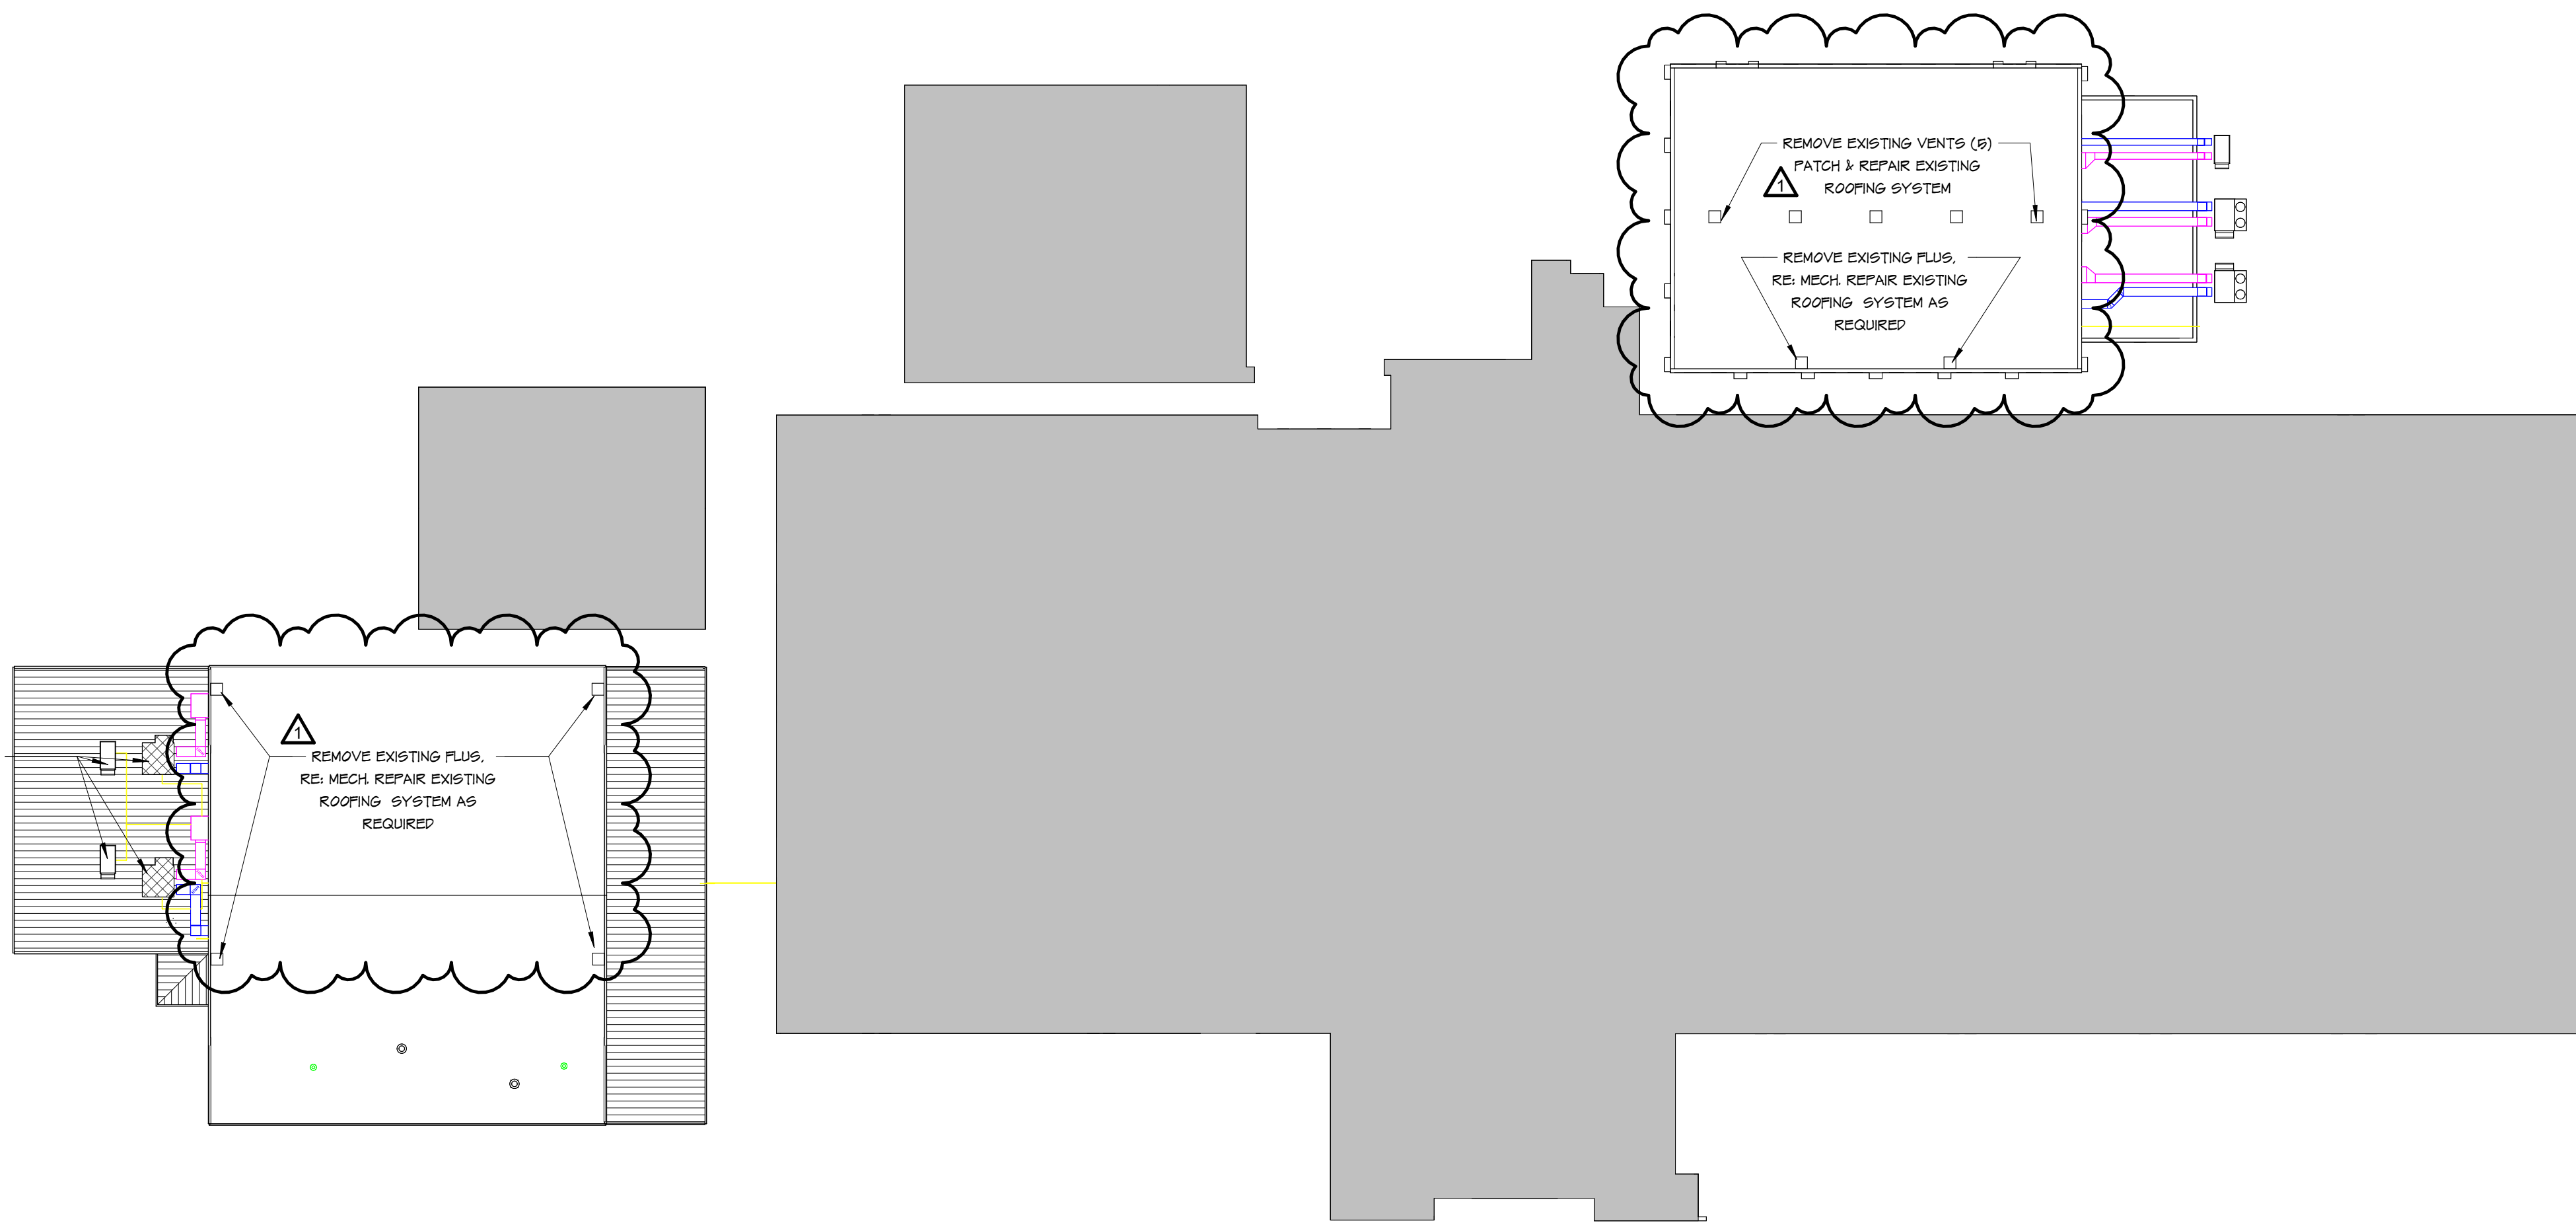 REMOVE EXISTING VENTS (5)
PATCH & REPAIR EXISTING
ROOFING SYSTEM
1
REMOVE EXISTING FLUS,
RE: MECH. REPAIR EXISTING
ROOFING SYSTEM AS
REQUIRED
1
REMOVE EXISTING FLUS,
RE: MECH. REPAIR EXISTING
ROOFING SYSTEM AS
REQUIRED